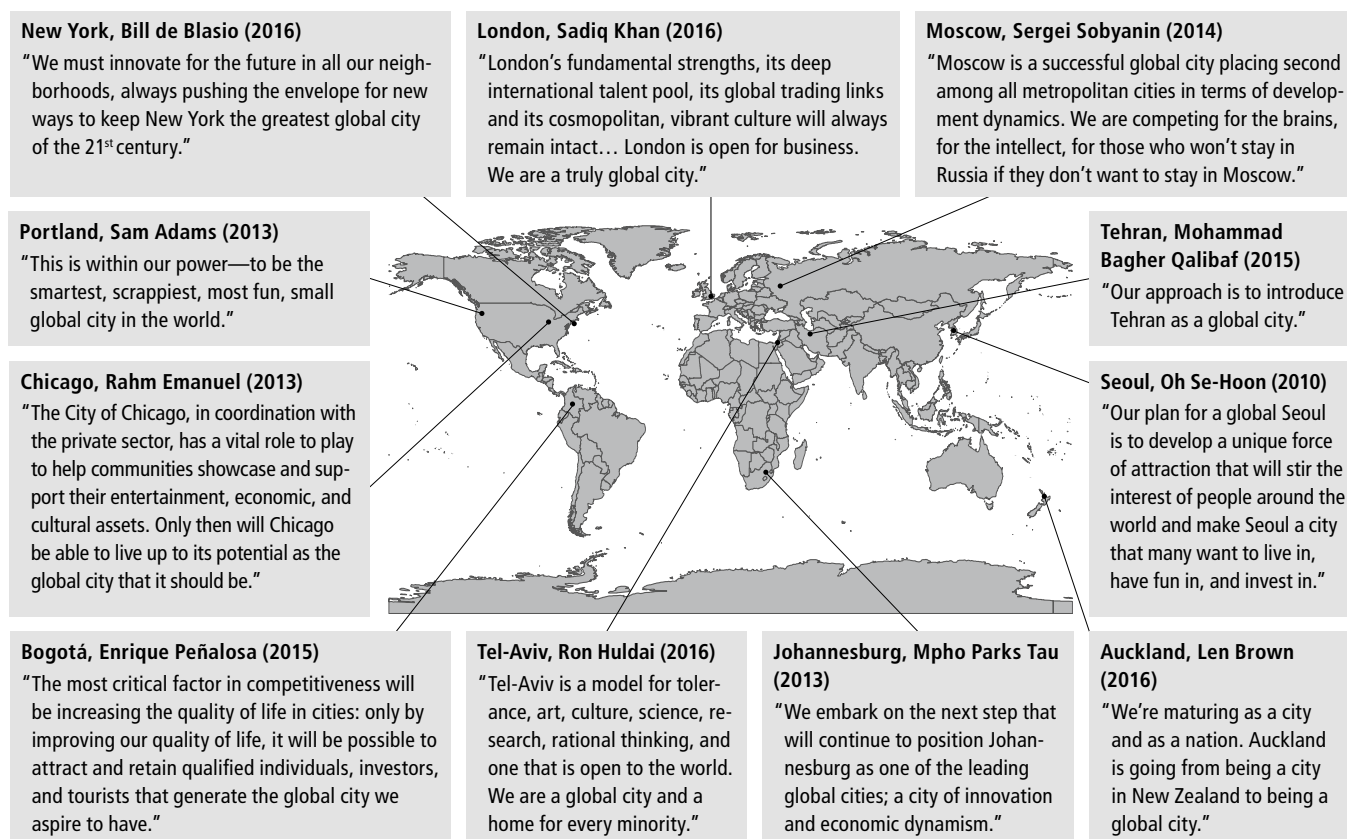 New York, Bill de Blasio (2016)
“We must innovate for the future in all our neigh-
borhoods, always pushing the envelope for new
ways to keep New York the greatest global city
of the 21st century.”
London, Sadiq Khan (2016)
“London’s fundamental strengths, its deep
international talent pool, its global trading links
and its cosmopolitan, vibrant culture will always
remain intact… London is open for business.
We are a truly global city.”
Moscow, Sergei Sobyanin (2014)
“Moscow is a successful global city placing second
among all metropolitan cities in terms of develop-
ment dynamics. We are competing for the brains,
for the intellect, for those who won’t stay in
Russia if they don’t want to stay in Moscow.”
Portland, Sam Adams (2013)
“This is within our power—to be the
smartest, scrappiest, most fun, small
global city in the world.”
Tehran, Mohammad
Bagher Qalibaf (2015)
“Our approach is to introduce
Tehran as a global city.”
Chicago, Rahm Emanuel (2013)
“The City of Chicago, in coordination with
the private sector, has a vital role to play
to help communities showcase and sup-
port their entertainment, economic, and
cultural assets. Only then will Chicago
be able to live up to its potential as the
global city that it should be.”
Seoul, Oh Se-Hoon (2010)
“Our plan for a global Seoul
is to develop a unique force
of attraction that will stir the
interest of people around the
world and make Seoul a city
that many want to live in,
have fun in, and invest in.”
Bogotá, Enrique Peñalosa (2015)
“The most critical factor in competitiveness will
be increasing the quality of life in cities: only by
improving our quality of life, it will be possible to
attract and retain qualified individuals, investors,
and tourists that generate the global city we
aspire to have.”
Tel-Aviv, Ron Huldai (2016)
“Tel-Aviv is a model for toler-
ance, art, culture, science, re-
search, rational thinking, and
one that is open to the world.
We are a global city and a
home for every minority.”
Johannesburg, Mpho Parks Tau
(2013)
“We embark on the next step that
will continue to position Johan-
nesburg as one of the leading
global cities; a city of innovation
and economic dynamism.”
Auckland, Len Brown
(2016)
“We’re maturing as a city
and as a nation. Auckland
is going from being a city
in New Zealand to being a
global city.”